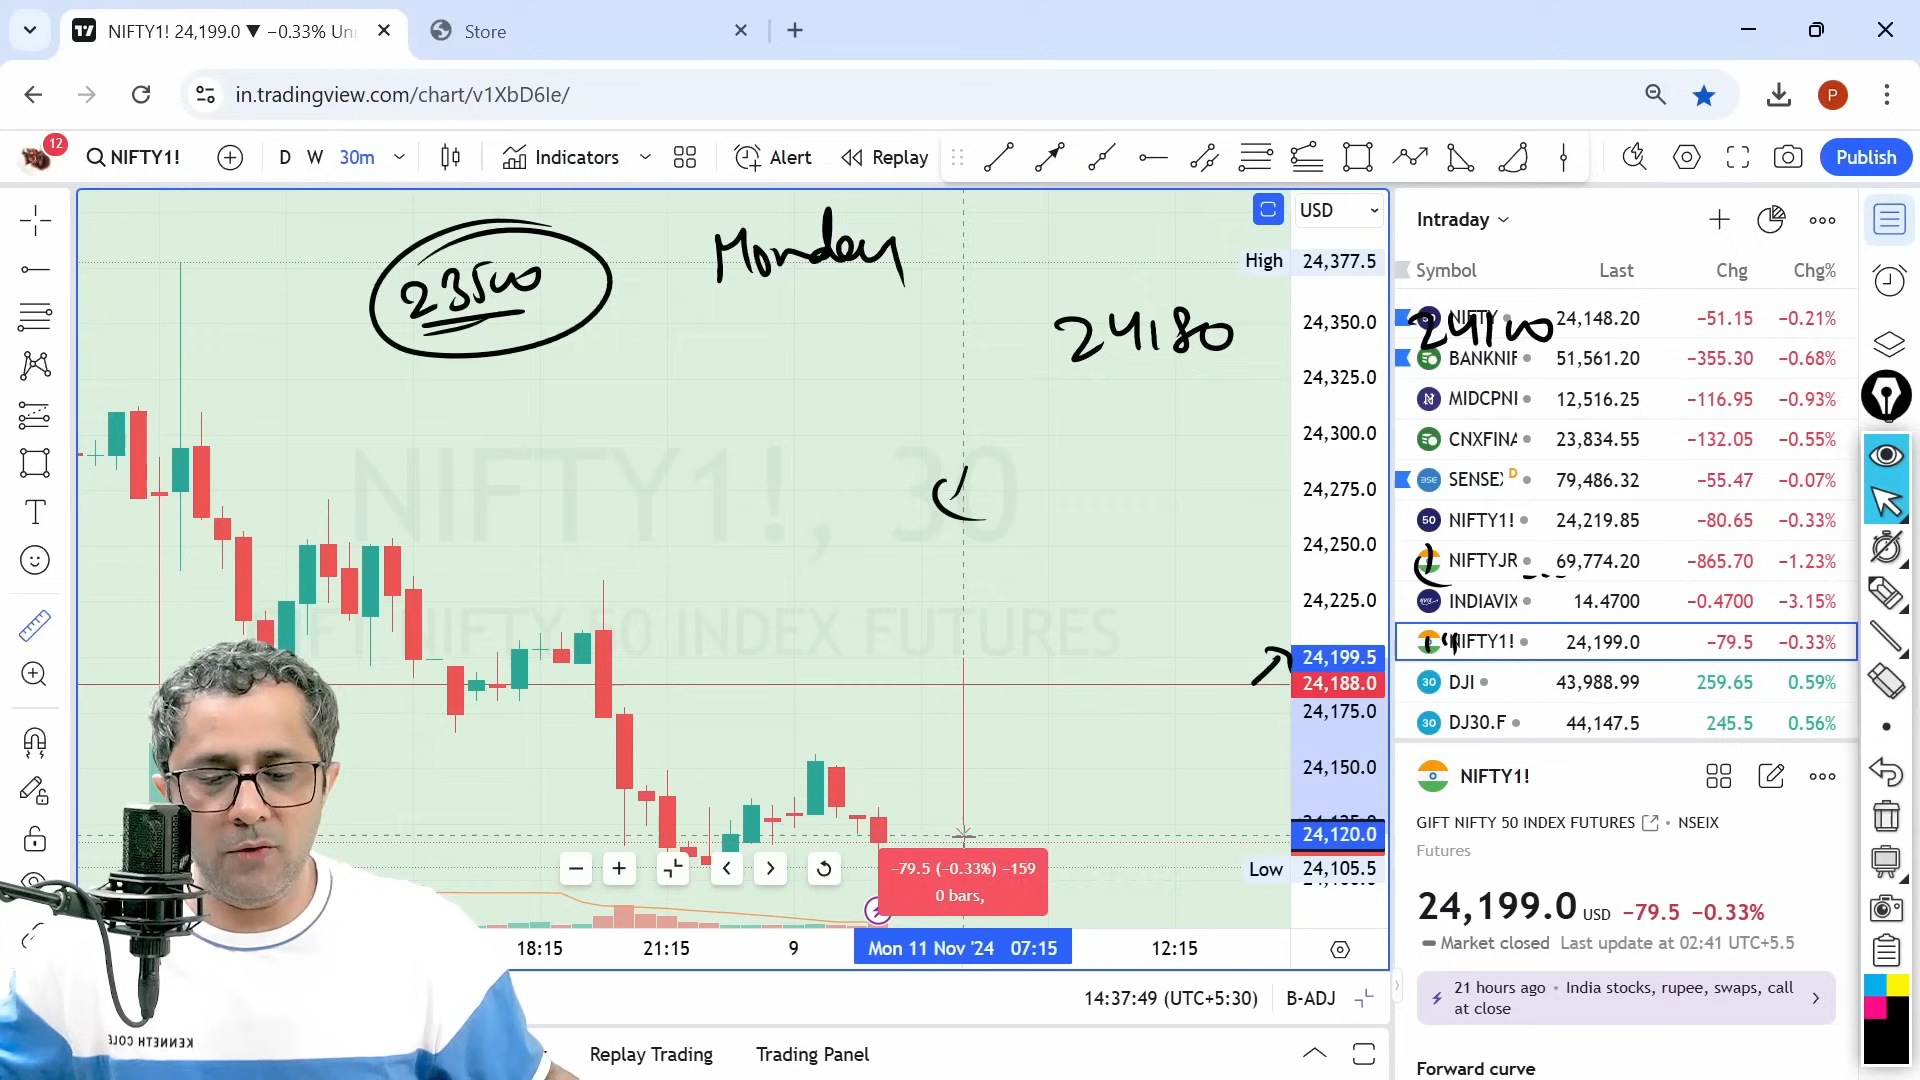 NIFTY1! 24,199.0 ▼ −0.33% Un
Store
in.tradingview.com/chart/v1XbD6Ie/
P
12
NIFTY1!
D W 30m
Indicators
Alert
Replay
Publish
23500
Monday
24180
24100
NIFTY1!, 30
GIFT NIFTY 50 INDEX FUTURES
USD
High 24,377.5
24,350.0
24,325.0
24,300.0
24,275.0
24,250.0
24,225.0
24,199.5
24,188.0
24,175.0
24,150.0
24,120.0
Low 24,105.5
−79.5 (−0.33%) −159
0 bars,
18:15 21:15 9 Mon 11 Nov '24 07:15 12:15
14:37:49 (UTC+5:30) B-ADJ
Replay Trading Trading Panel
KENNETH COLE
Intraday
Symbol Last Chg Chg%
NIFTY 24,148.20 −51.15 −0.21%
BANKNIF 51,561.20 −355.30 −0.68%
MIDCPNI 12,516.25 −116.95 −0.93%
CNXFINA 23,834.55 −132.05 −0.55%
SENSEX D 79,486.32 −55.47 −0.07%
50 NIFTY1! 24,219.85 −80.65 −0.33%
NIFTYJR 69,774.20 −865.70 −1.23%
INDIAVIX 14.4700 −0.4700 −3.15%
NIFTY1! 24,199.0 −79.5 −0.33%
30 DJI 43,988.99 259.65 0.59%
30 DJ30.F 44,147.5 245.5 0.56%
NIFTY1!
GIFT NIFTY 50 INDEX FUTURES • NSEIX
Futures
24,199.0 USD −79.5 −0.33%
Market closed Last update at 02:41 UTC+5.5
21 hours ago • India stocks, rupee, swaps, call
at close
Forward curve